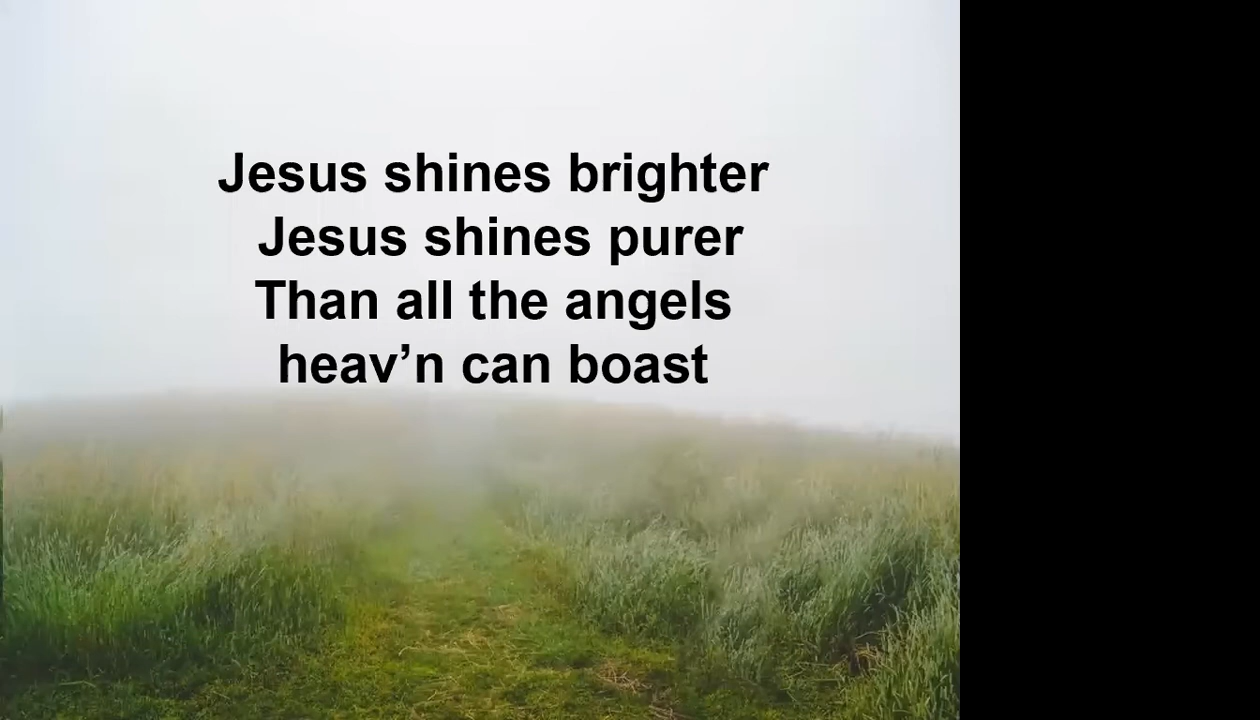 Jesus shines brighter
Jesus shines purer
Than all the angels
heav’n can boast